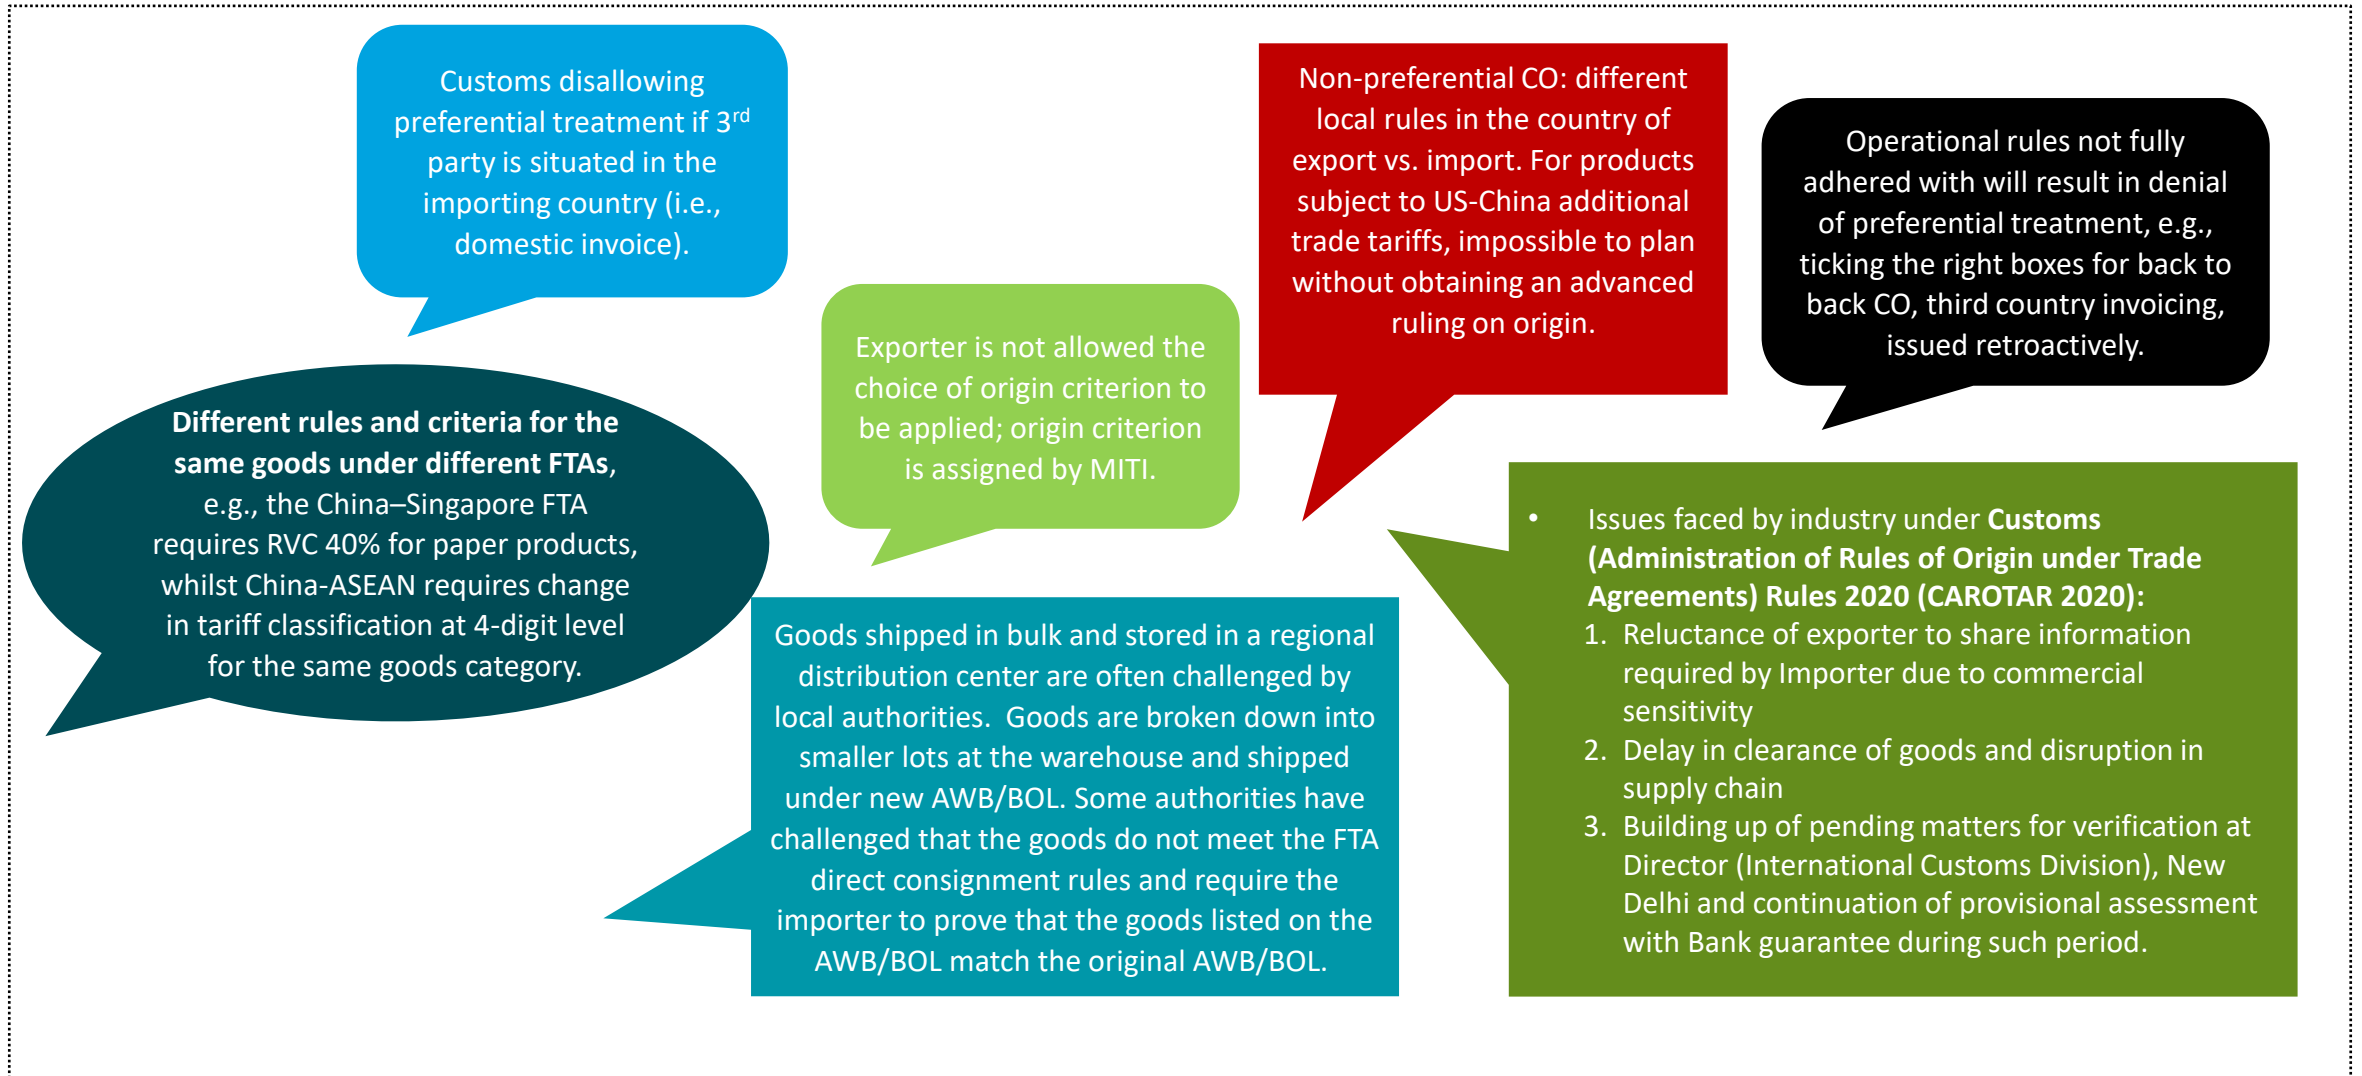 Customs disallowing
preferential treatment if 3rd
party is situated in the
importing country (i.e.,
domestic invoice).
Non-preferential CO: different
local rules in the country of
export vs. import. For products
subject to US-China additional
trade tariffs, impossible to plan
without obtaining an advanced
ruling on origin.
Operational rules not fully
adhered with will result in denial
of preferential treatment, e.g.,
ticking the right boxes for back to
back CO, third country invoicing,
issued retroactively.
Exporter is not allowed the
choice of origin criterion to
be applied; origin criterion
is assigned by MITI.
Different rules and criteria for the
same goods under different FTAs,
e.g., the China–Singapore FTA
requires RVC 40% for paper products,
whilst China-ASEAN requires change
in tariff classification at 4-digit level
for the same goods category.
Goods shipped in bulk and stored in a regional
distribution center are often challenged by
local authorities.  Goods are broken down into
smaller lots at the warehouse and shipped
under new AWB/BOL. Some authorities have
challenged that the goods do not meet the FTA
direct consignment rules and require the
importer to prove that the goods listed on the
AWB/BOL match the original AWB/BOL.
• Issues faced by industry under Customs
(Administration of Rules of Origin under Trade
Agreements) Rules 2020 (CAROTAR 2020):
1. Reluctance of exporter to share information
required by Importer due to commercial
sensitivity
2. Delay in clearance of goods and disruption in
supply chain
3. Building up of pending matters for verification at
Director (International Customs Division), New
Delhi and continuation of provisional assessment
with Bank guarantee during such period.